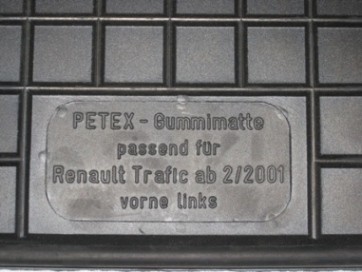 PETEX - Gummimatte
passend für
Renault Trafic ab 2/2001
vorne links